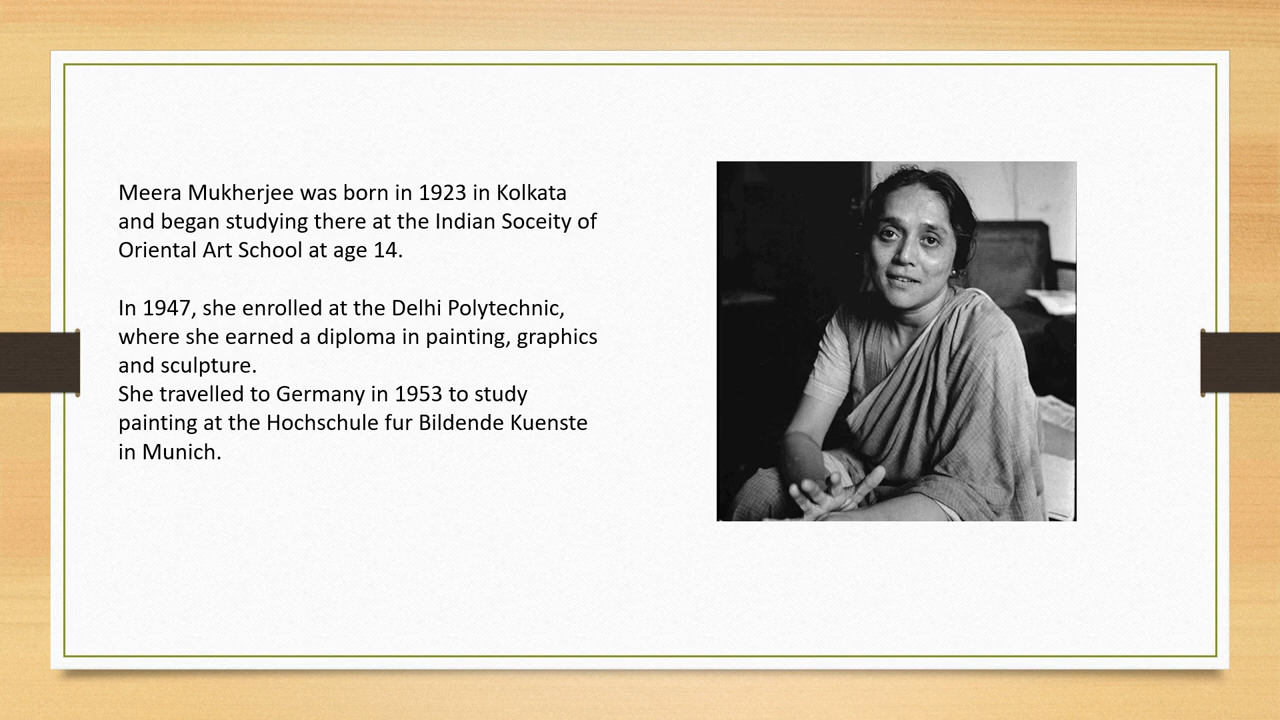 Meera Mukherjee was born in 1923 in Kolkata
and began studying there at the Indian Soceity of
Oriental Art School at age 14.
In 1947, she enrolled at the Delhi Polytechnic,
where she earned a diploma in painting, graphics
and sculpture.
She travelled to Germany in 1953 to study
painting at the Hochschule fur Bildende Kuenste
in Munich.